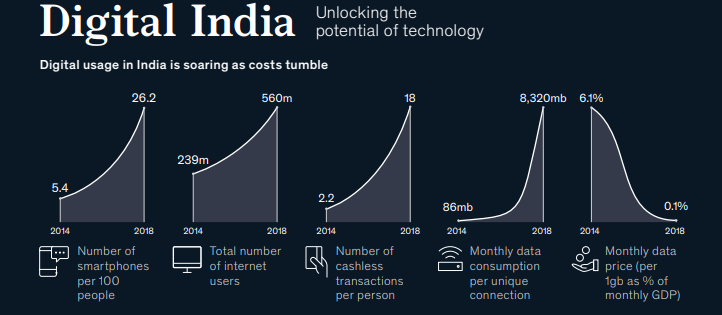 Digital India
Unlocking the
potential of technology
Digital usage in India is soaring as costs tumble
26.2
5.4
2014
2018
Number of
smartphones
per 100
people
560m
239m
2014
2018
Total number
of internet
users
18
2.2
2014
2018
Number of
cashless
transactions
per person
8,320mb
86mb
2014
2018
Monthly data
consumption
per unique
connection
6.1%
0.1%
2014
2018
Monthly data
price (per
1gb as % of
monthly GDP)